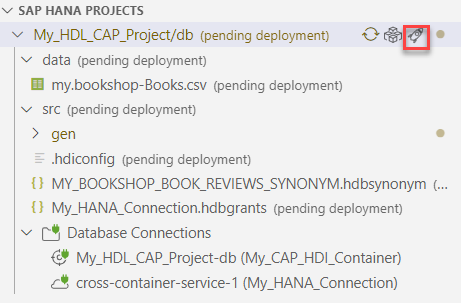 SAP HANA PROJECTS
My_HDL_CAP_Project/db (pending deployment)
data (pending deployment)
my.bookshop-Books.csv (pending deployment)
src (pending deployment)
gen
.hdiconfig (pending deployment)
{} MY_BOOKSHOP_BOOK_REVIEWS_SYNONYM.hdbsynonym (...
{} My_HANA_Connection.hdbgrants (pending deployment)
Database Connections
My_HDL_CAP_Project-db (My_CAP_HDI_Container)
cross-container-service-1 (My_HANA_Connection)